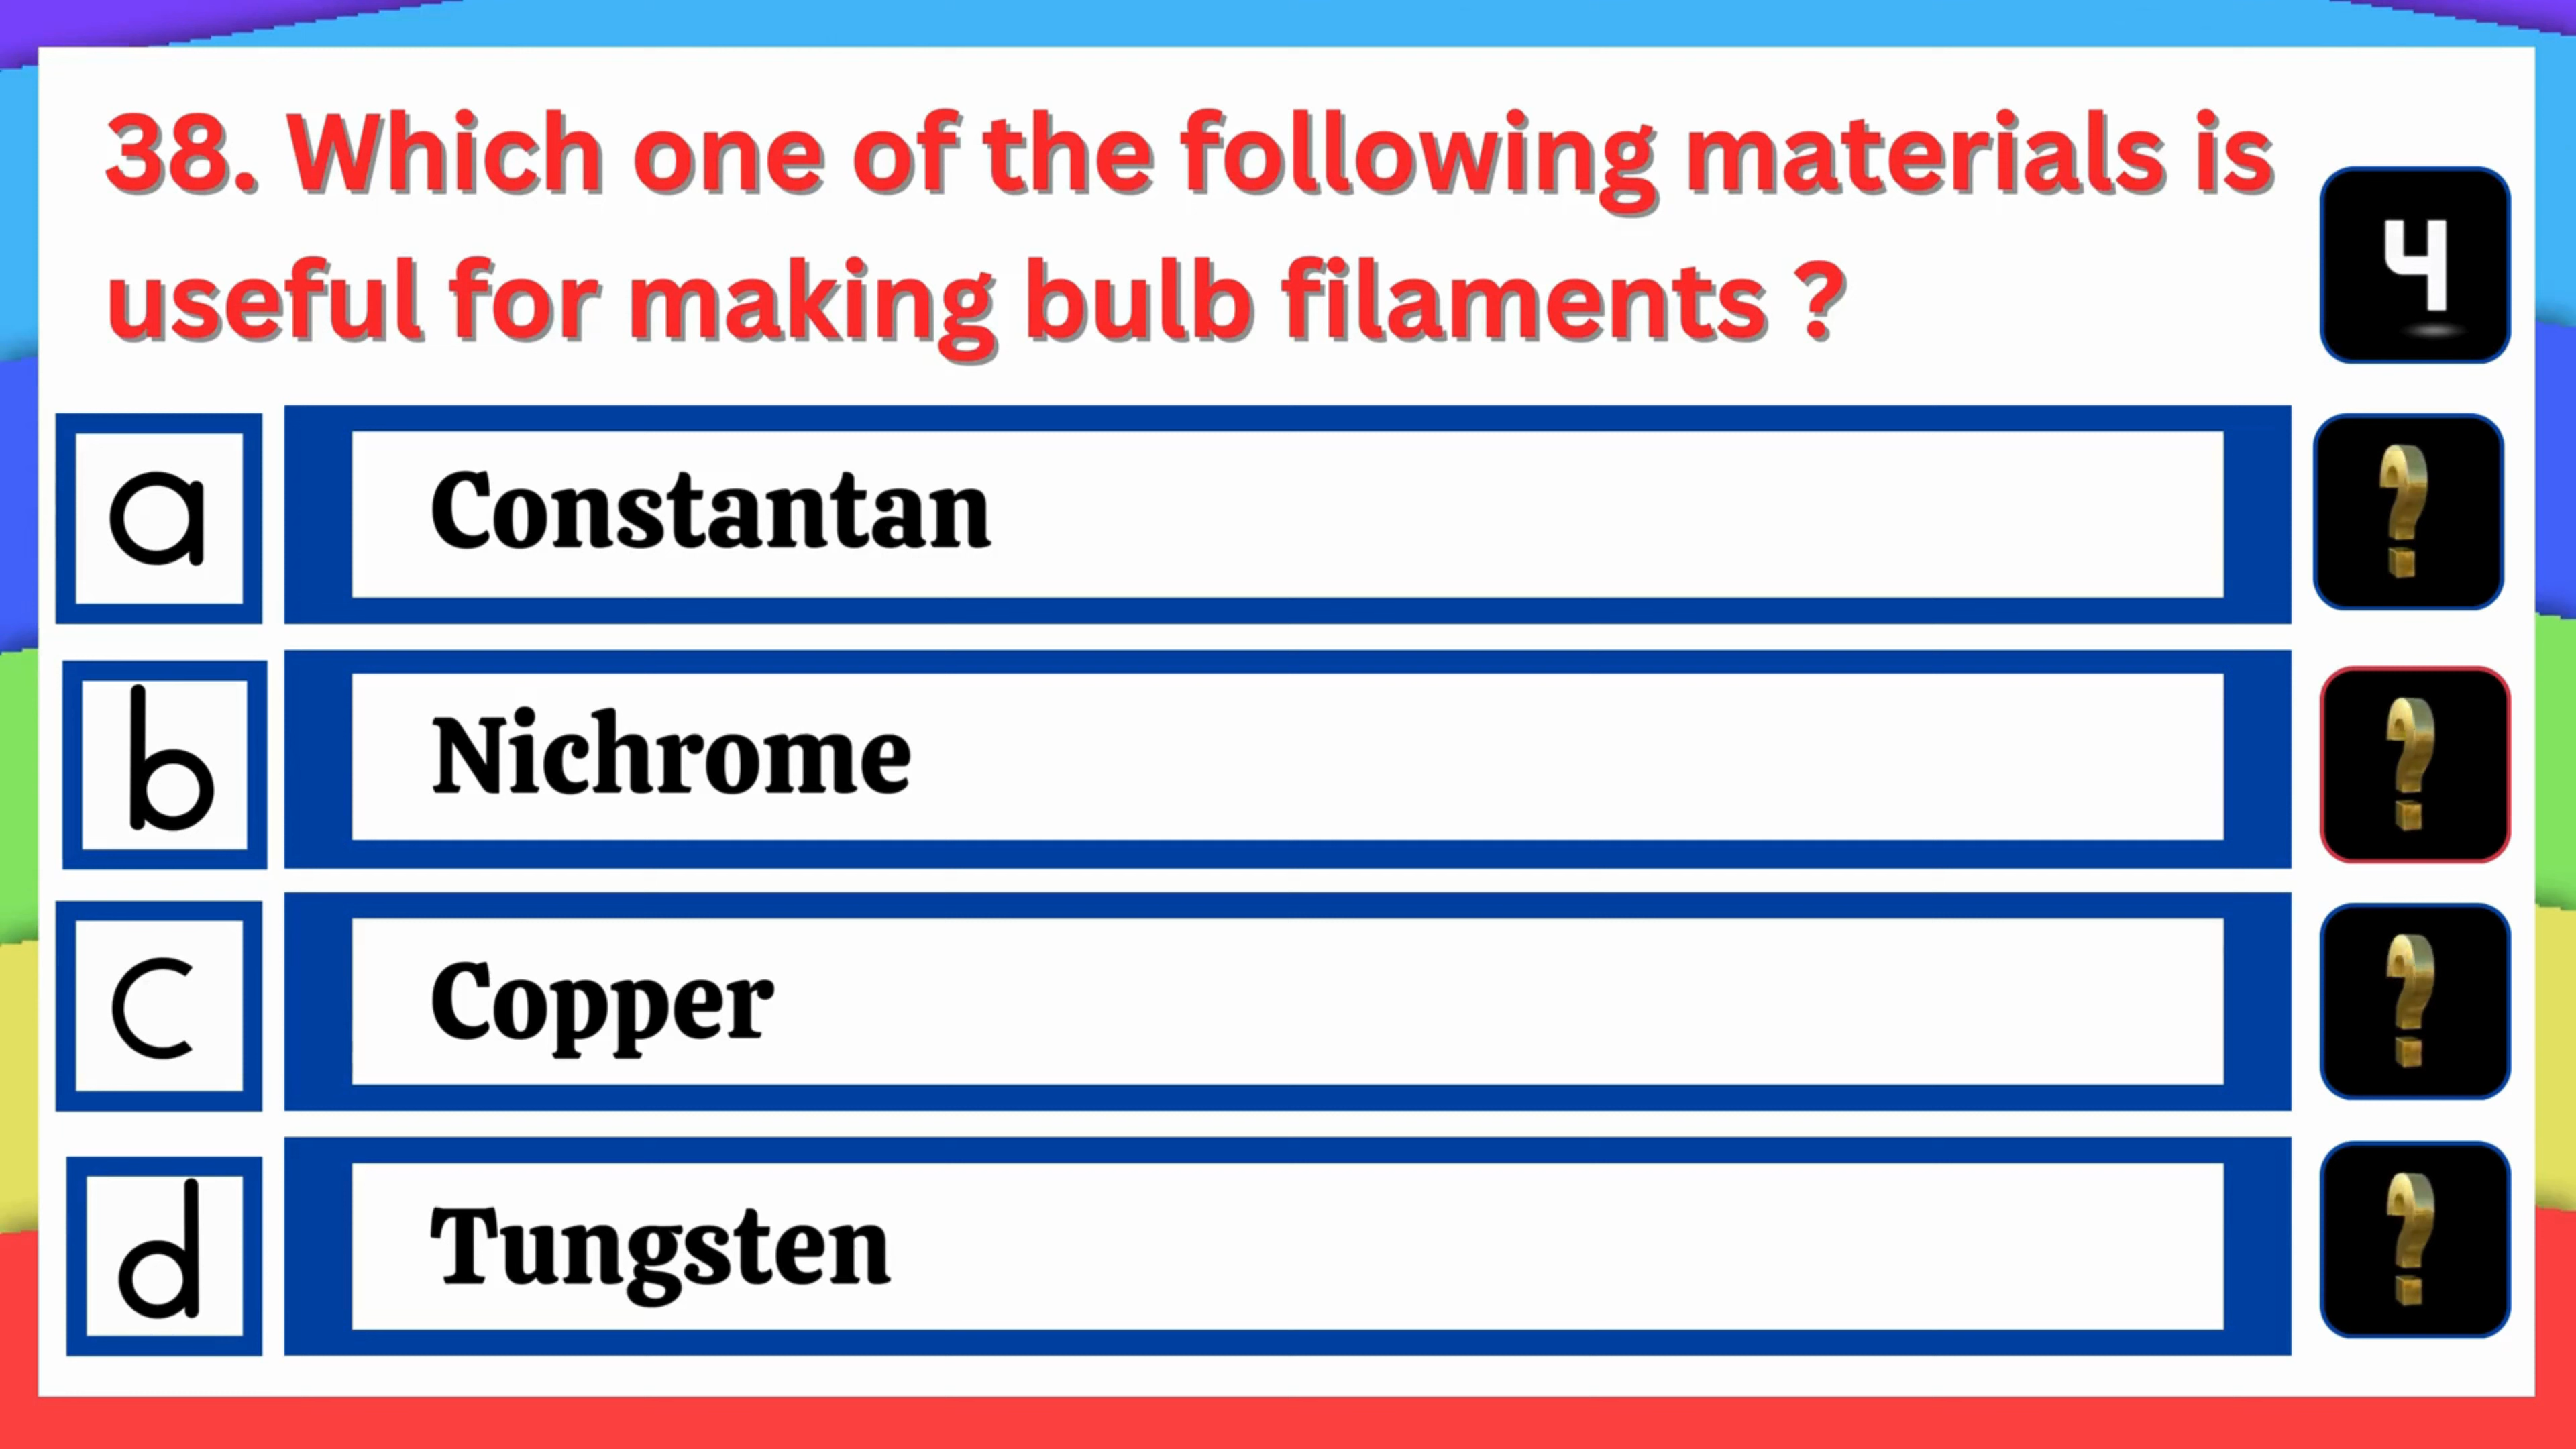 38. Which one of the following materials is
4
useful for making bulb filaments ?
a Constantan ?
b Nichrome ?
c Copper ?
d Tungsten ?